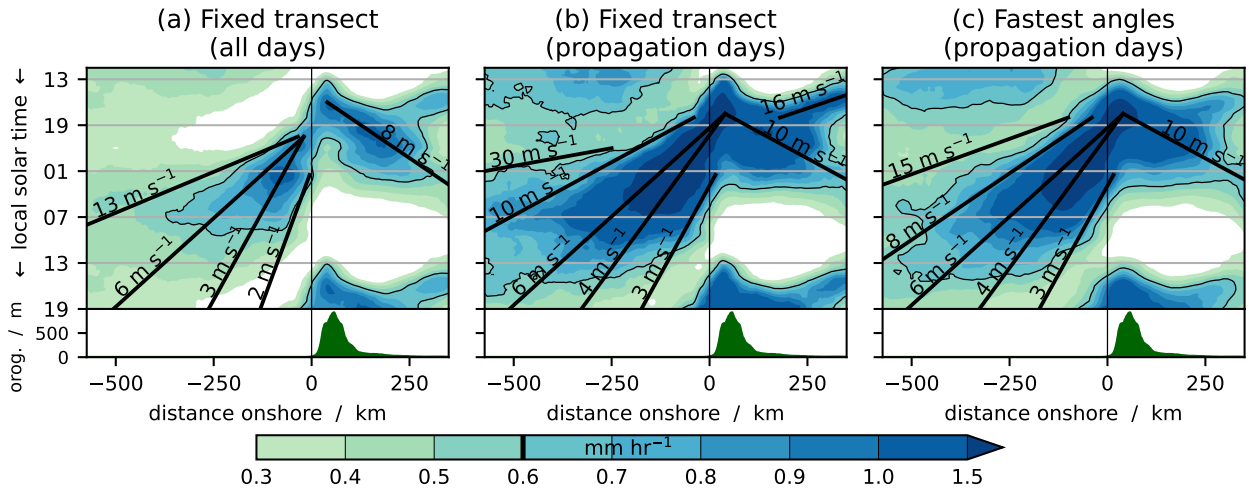 (a) Fixed transect
(all days)
(b) Fixed transect
(propagation days)
(c) Fastest angles
(propagation days)
← local solar time ←
13
19
01
07
13
19
orog. / m
500
0
13 m s⁻¹
6 m s⁻¹
3 m s⁻¹
2 m s⁻¹
8 m s⁻¹
30 m s⁻¹
10 m s⁻¹
6 m s⁻¹
4 m s⁻¹
3 m s⁻¹
16 m s⁻¹
10 m s⁻¹
15 m s⁻¹
8 m s⁻¹
6 m s⁻¹
4 m s⁻¹
3 m s⁻¹
10 m s⁻¹
−500 −250 0 250
−500 −250 0 250
−500 −250 0 250
distance onshore / km
distance onshore / km
distance onshore / km
mm hr⁻¹
0.3 0.4 0.5 0.6 0.7 0.8 0.9 1.0 1.5